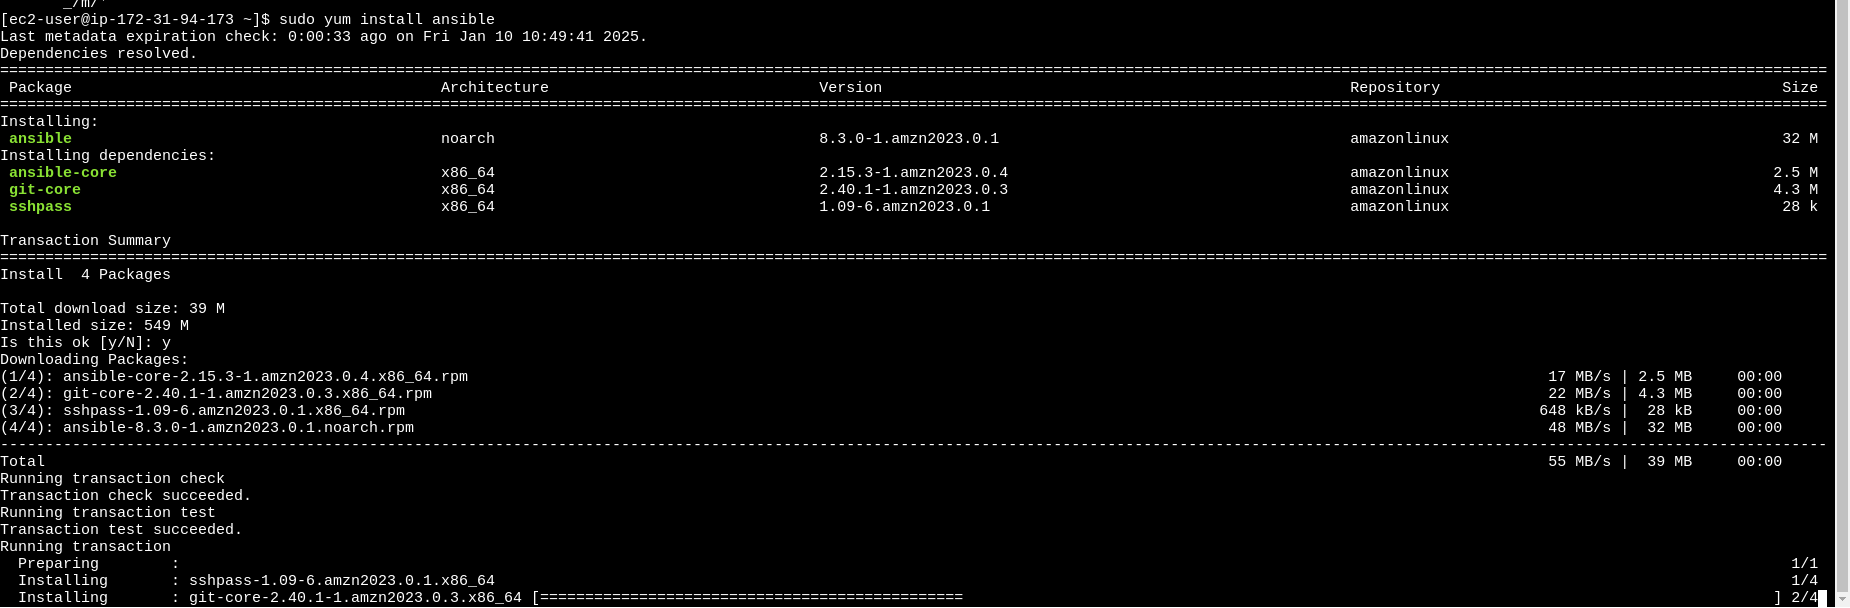 _/m/'
[ec2-user@ip-172-31-94-173 ~]$ sudo yum install ansible
Last metadata expiration check: 0:00:33 ago on Fri Jan 10 10:49:41 2025.
Dependencies resolved.
================================================================================
Package Architecture Version Repository Size
================================================================================
Installing:
ansible noarch 8.3.0-1.amzn2023.0.1 amazonlinux 32 M
Installing dependencies:
ansible-core x86_64 2.15.3-1.amzn2023.0.4 amazonlinux 2.5 M
git-core x86_64 2.40.1-1.amzn2023.0.3 amazonlinux 4.3 M
sshpass x86_64 1.09-6.amzn2023.0.1 amazonlinux 28 k
Transaction Summary
================================================================================
Install  4 Packages
Total download size: 39 M
Installed size: 549 M
Is this ok [y/N]: y
Downloading Packages:
(1/4): ansible-core-2.15.3-1.amzn2023.0.4.x86_64.rpm 17 MB/s | 2.5 MB 00:00
(2/4): git-core-2.40.1-1.amzn2023.0.3.x86_64.rpm 22 MB/s | 4.3 MB 00:00
(3/4): sshpass-1.09-6.amzn2023.0.1.x86_64.rpm 648 kB/s | 28 kB 00:00
(4/4): ansible-8.3.0-1.amzn2023.0.1.noarch.rpm 48 MB/s | 32 MB 00:00
--------------------------------------------------------------------------------
Total 55 MB/s | 39 MB 00:00
Running transaction check
Transaction check succeeded.
Running transaction test
Transaction test succeeded.
Running transaction
Preparing : 1/1
Installing : sshpass-1.09-6.amzn2023.0.1.x86_64 1/4
Installing : git-core-2.40.1-1.amzn2023.0.3.x86_64 [=============================================== ] 2/4